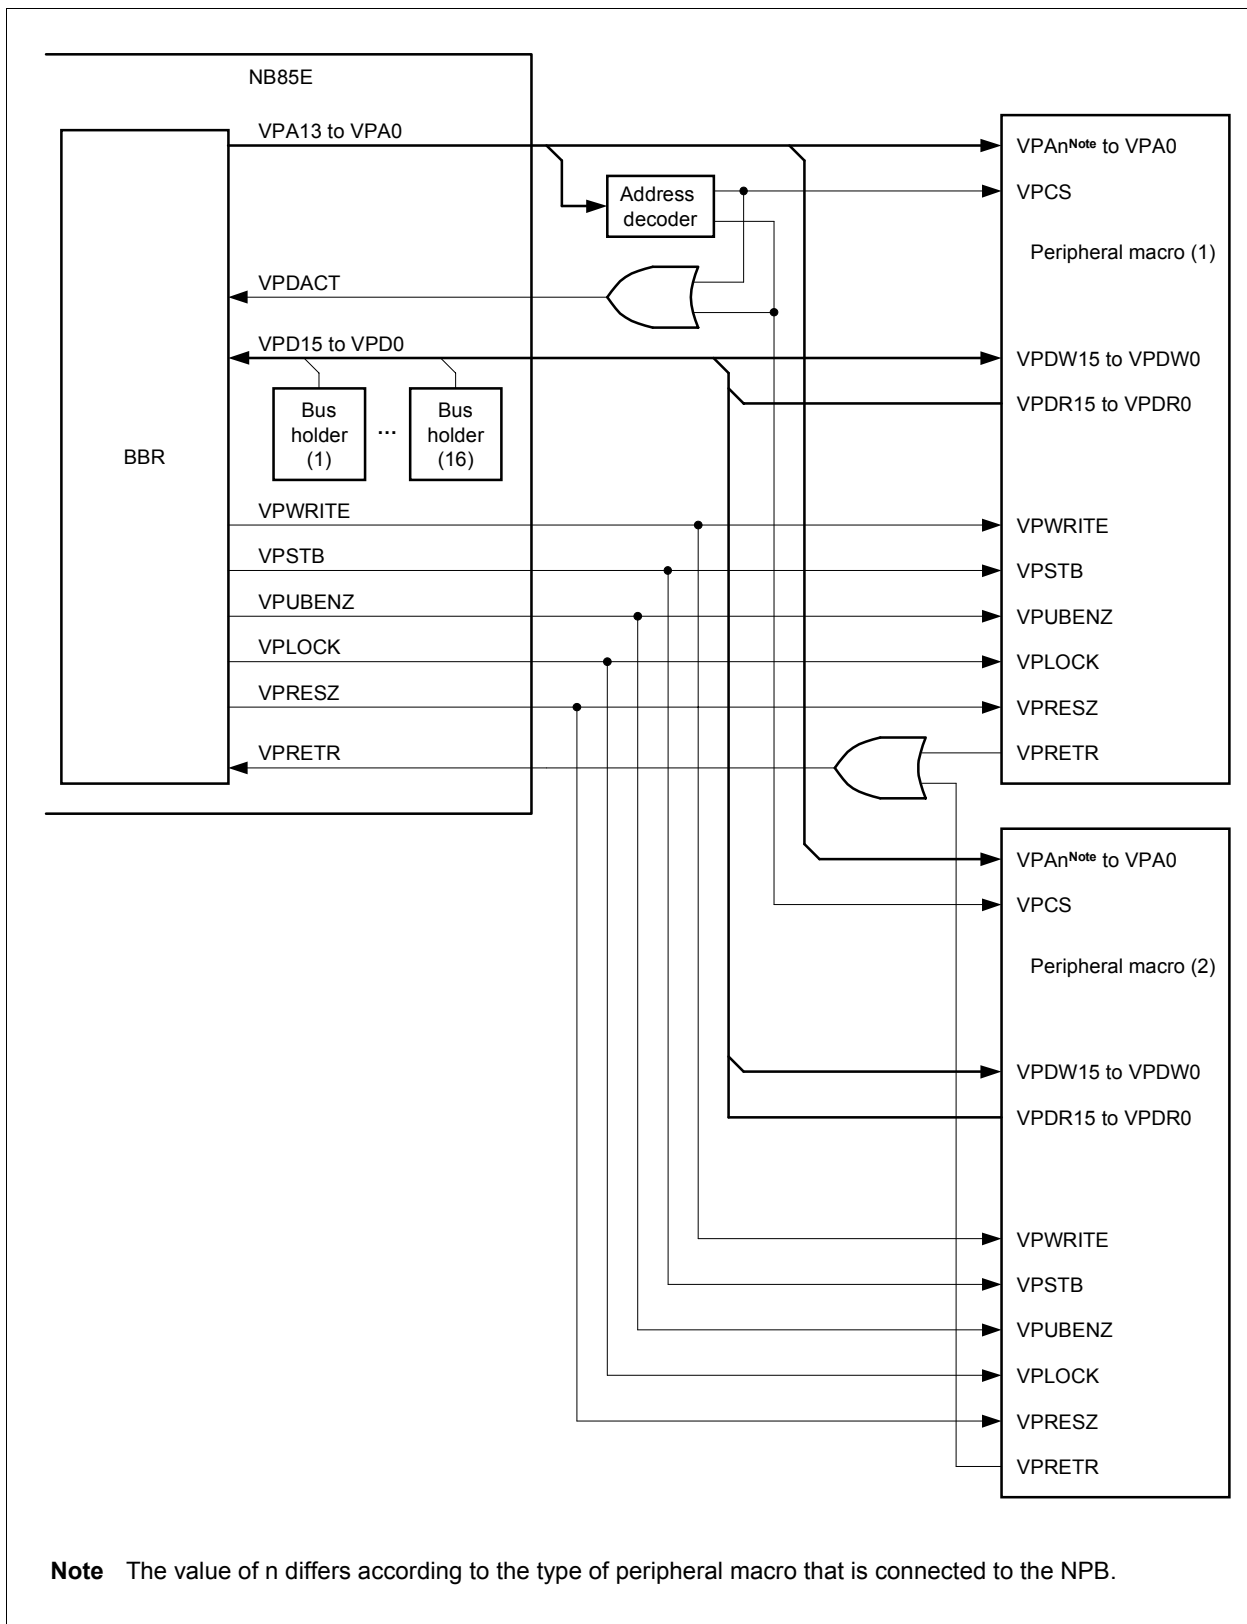 NB85E
VPA13 to VPA0
VPDACT
VPD15 to VPD0
Bus
holder
(1)
...
Bus
holder
(16)
BBR
VPWRITE
VPSTB
VPUBENZ
VPLOCK
VPRESZ
VPRETR
Address
decoder
VPAnNote to VPA0
VPCS
Peripheral macro (1)
VPDW15 to VPDW0
VPDR15 to VPDR0
VPWRITE
VPSTB
VPUBENZ
VPLOCK
VPRESZ
VPRETR
VPAnNote to VPA0
VPCS
Peripheral macro (2)
VPDW15 to VPDW0
VPDR15 to VPDR0
VPWRITE
VPSTB
VPUBENZ
VPLOCK
VPRESZ
VPRETR
Note The value of n differs according to the type of peripheral macro that is connected to the NPB.